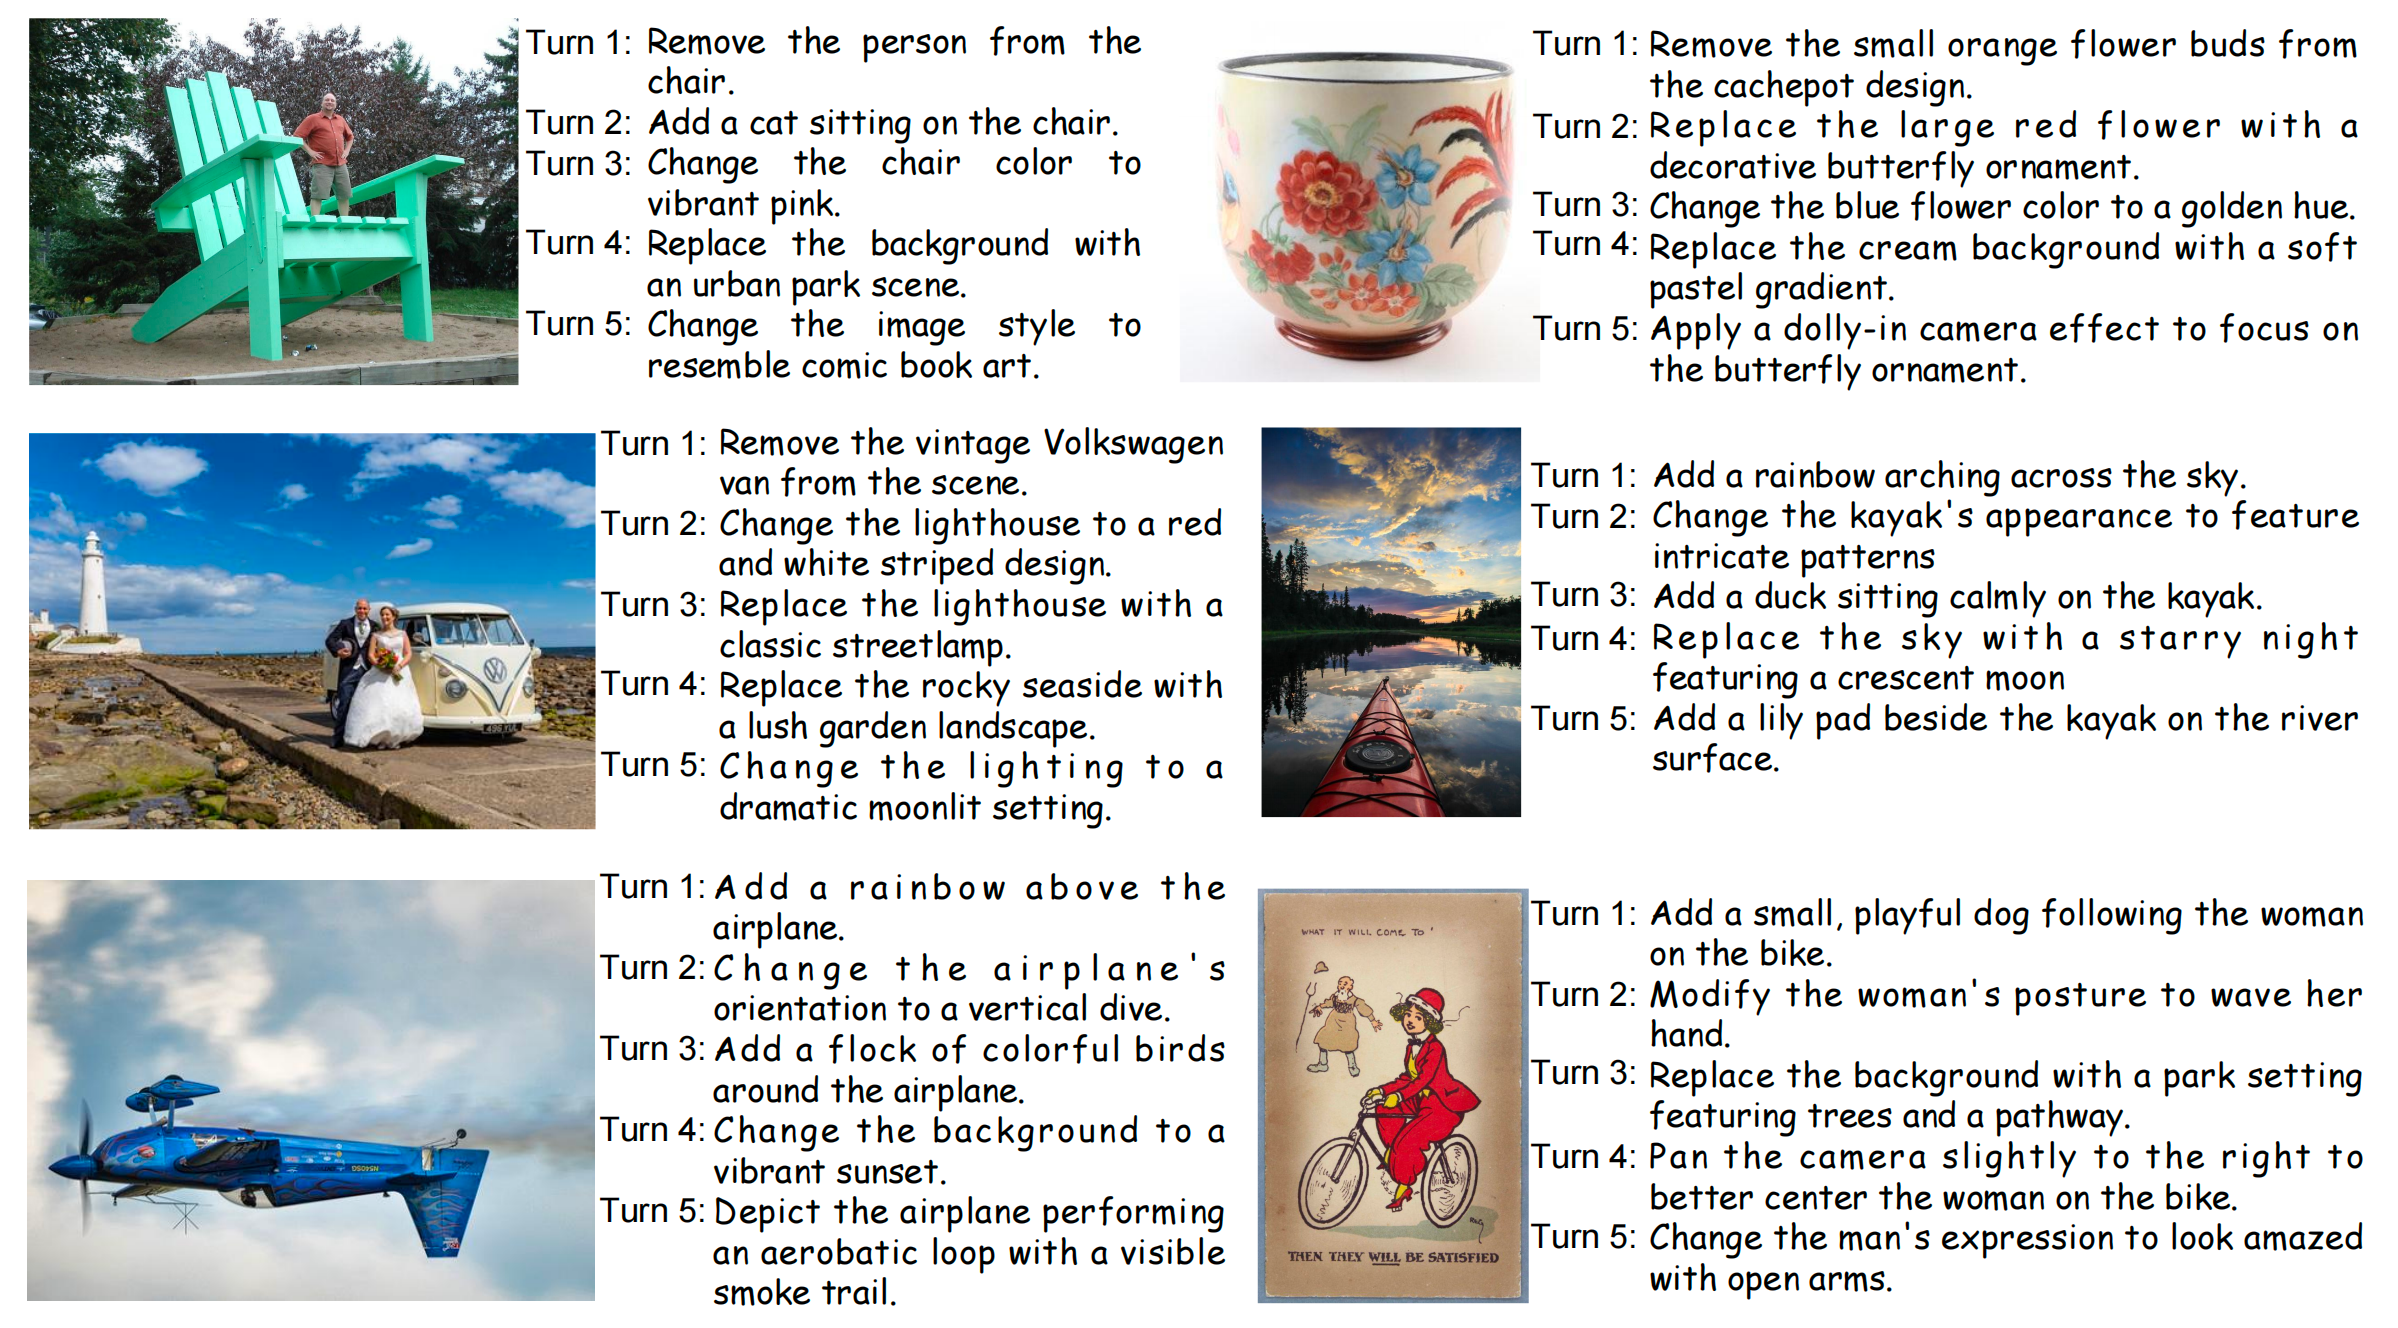 Turn 1: Remove the person from the
chair.
Turn 2: Add a cat sitting on the chair.
Turn 3: Change the chair color to
vibrant pink.
Turn 4: Replace the background with
an urban park scene.
Turn 5: Change the image style to
resemble comic book art.
Turn 1: Remove the small orange flower buds from
the cachepot design.
Turn 2: Replace the large red flower with a
decorative butterfly ornament.
Turn 3: Change the blue flower color to a golden hue.
Turn 4: Replace the cream background with a soft
pastel gradient.
Turn 5: Apply a dolly-in camera effect to focus on
the butterfly ornament.
Turn 1: Remove the vintage Volkswagen
van from the scene.
Turn 2: Change the lighthouse to a red
and white striped design.
Turn 3: Replace the lighthouse with a
classic streetlamp.
Turn 4: Replace the rocky seaside with
a lush garden landscape.
Turn 5: Change the lighting to a
dramatic moonlit setting.
Turn 1: Add a rainbow arching across the sky.
Turn 2: Change the kayak's appearance to feature
intricate patterns
Turn 3: Add a duck sitting calmly on the kayak.
Turn 4: Replace the sky with a starry night
featuring a crescent moon
Turn 5: Add a lily pad beside the kayak on the river
surface.
N540SG
Turn 1: Add a rainbow above the
airplane.
Turn 2: Change the airplane's
orientation to a vertical dive.
Turn 3: Add a flock of colorful birds
around the airplane.
Turn 4: Change the background to a
vibrant sunset.
Turn 5: Depict the airplane performing
an aerobatic loop with a visible
smoke trail.
WHAT IT WILL COME TO'
THEN THEY WILL BE SATISFIED
Turn 1: Add a small, playful dog following the woman
on the bike.
Turn 2: Modify the woman's posture to wave her
hand.
Turn 3: Replace the background with a park setting
featuring trees and a pathway.
Turn 4: Pan the camera slightly to the right to
better center the woman on the bike.
Turn 5: Change the man's expression to look amazed
with open arms.